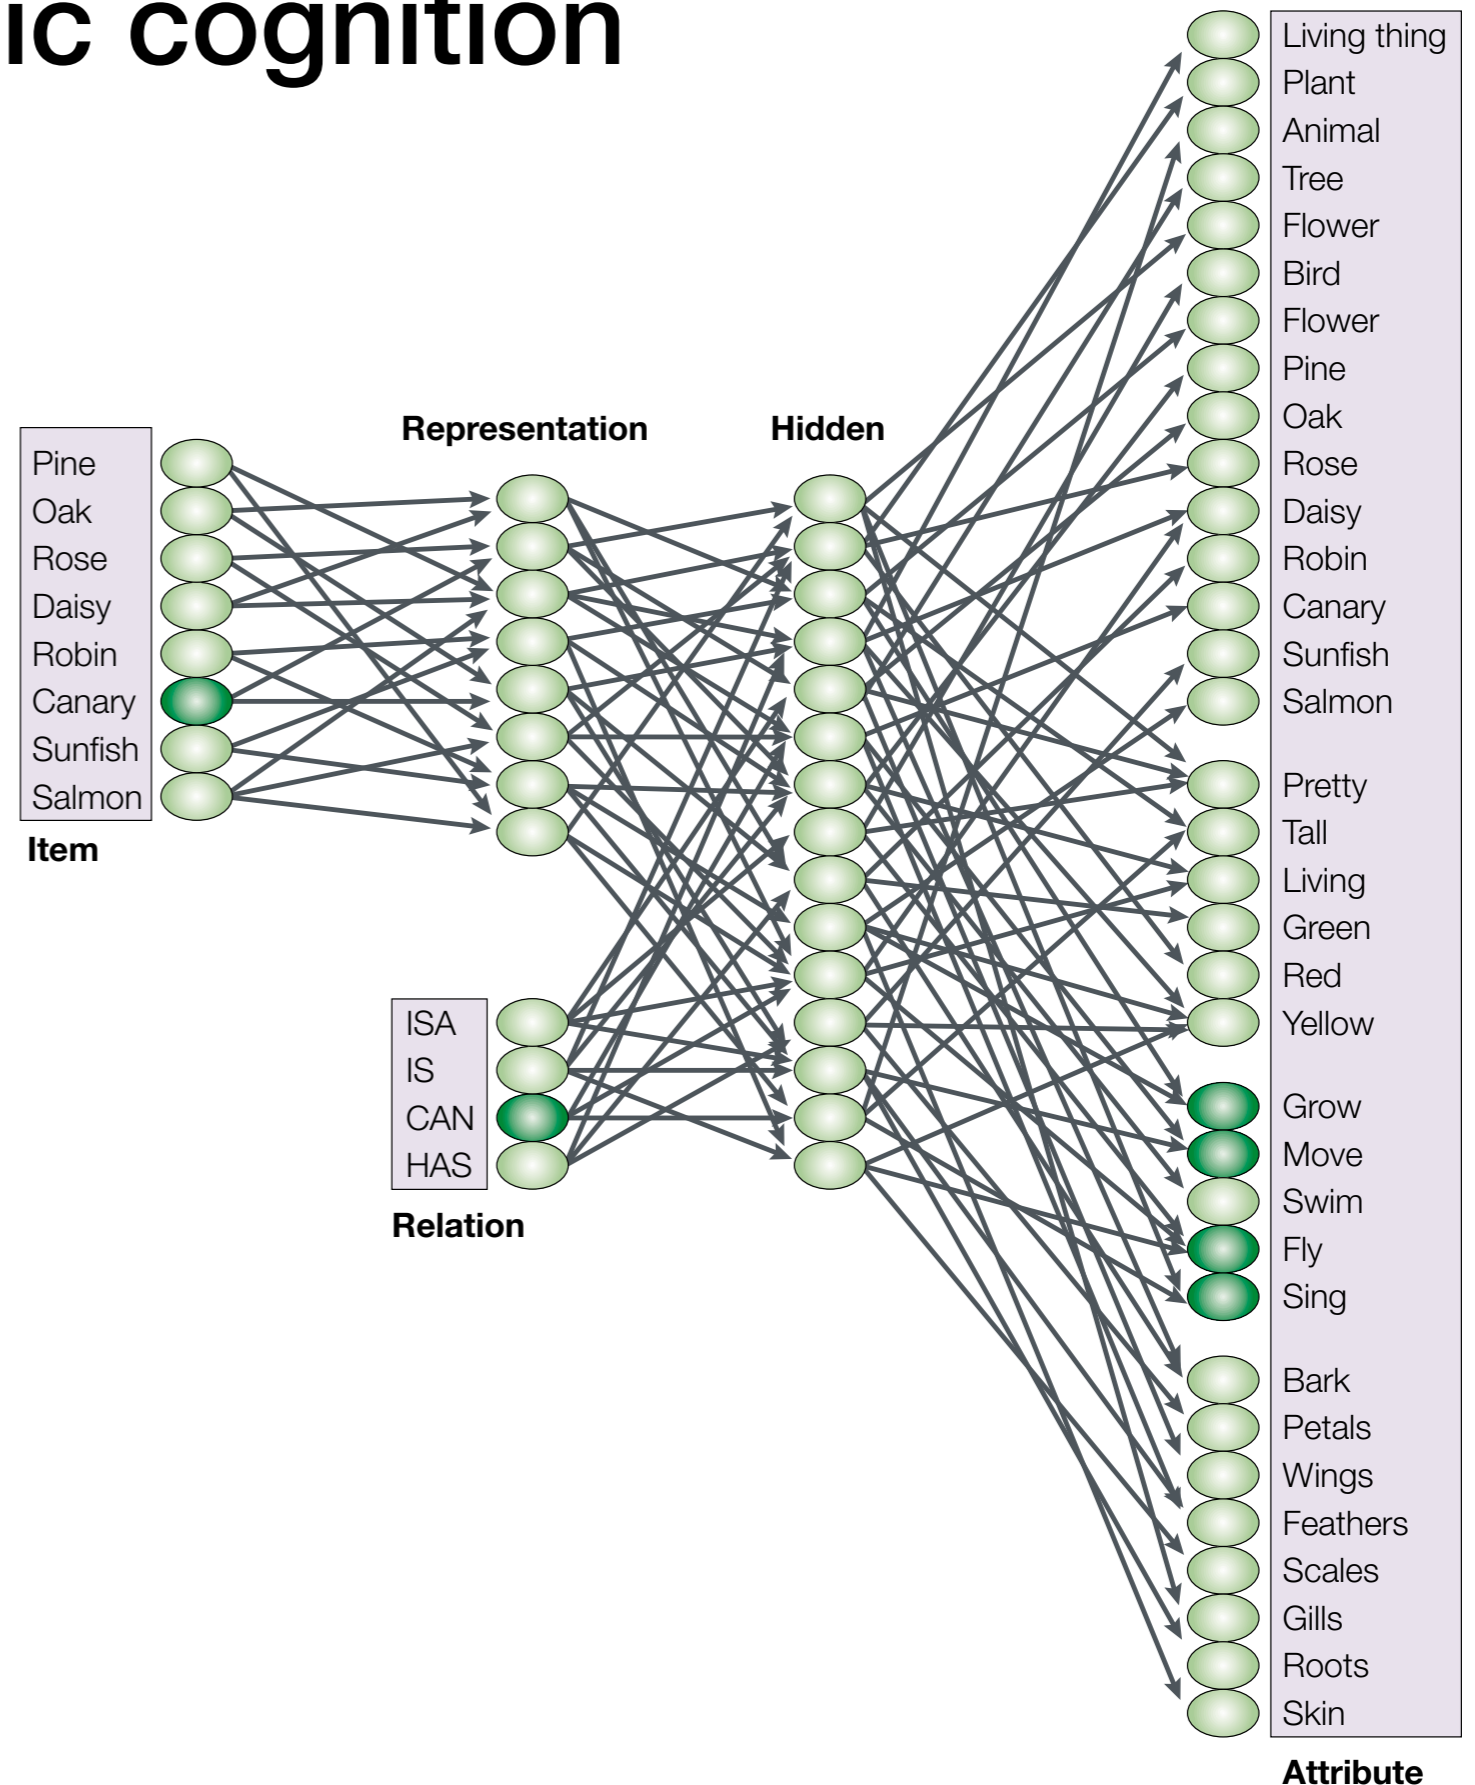 ic cognition
Representation
Hidden
Pine
Oak
Rose
Daisy
Robin
Canary
Sunfish
Salmon
Item
ISA
IS
CAN
HAS
Relation
Living thing
Plant
Animal
Tree
Flower
Bird
Flower
Pine
Oak
Rose
Daisy
Robin
Canary
Sunfish
Salmon
Pretty
Tall
Living
Green
Red
Yellow
Grow
Move
Swim
Fly
Sing
Bark
Petals
Wings
Feathers
Scales
Gills
Roots
Skin
Attribute